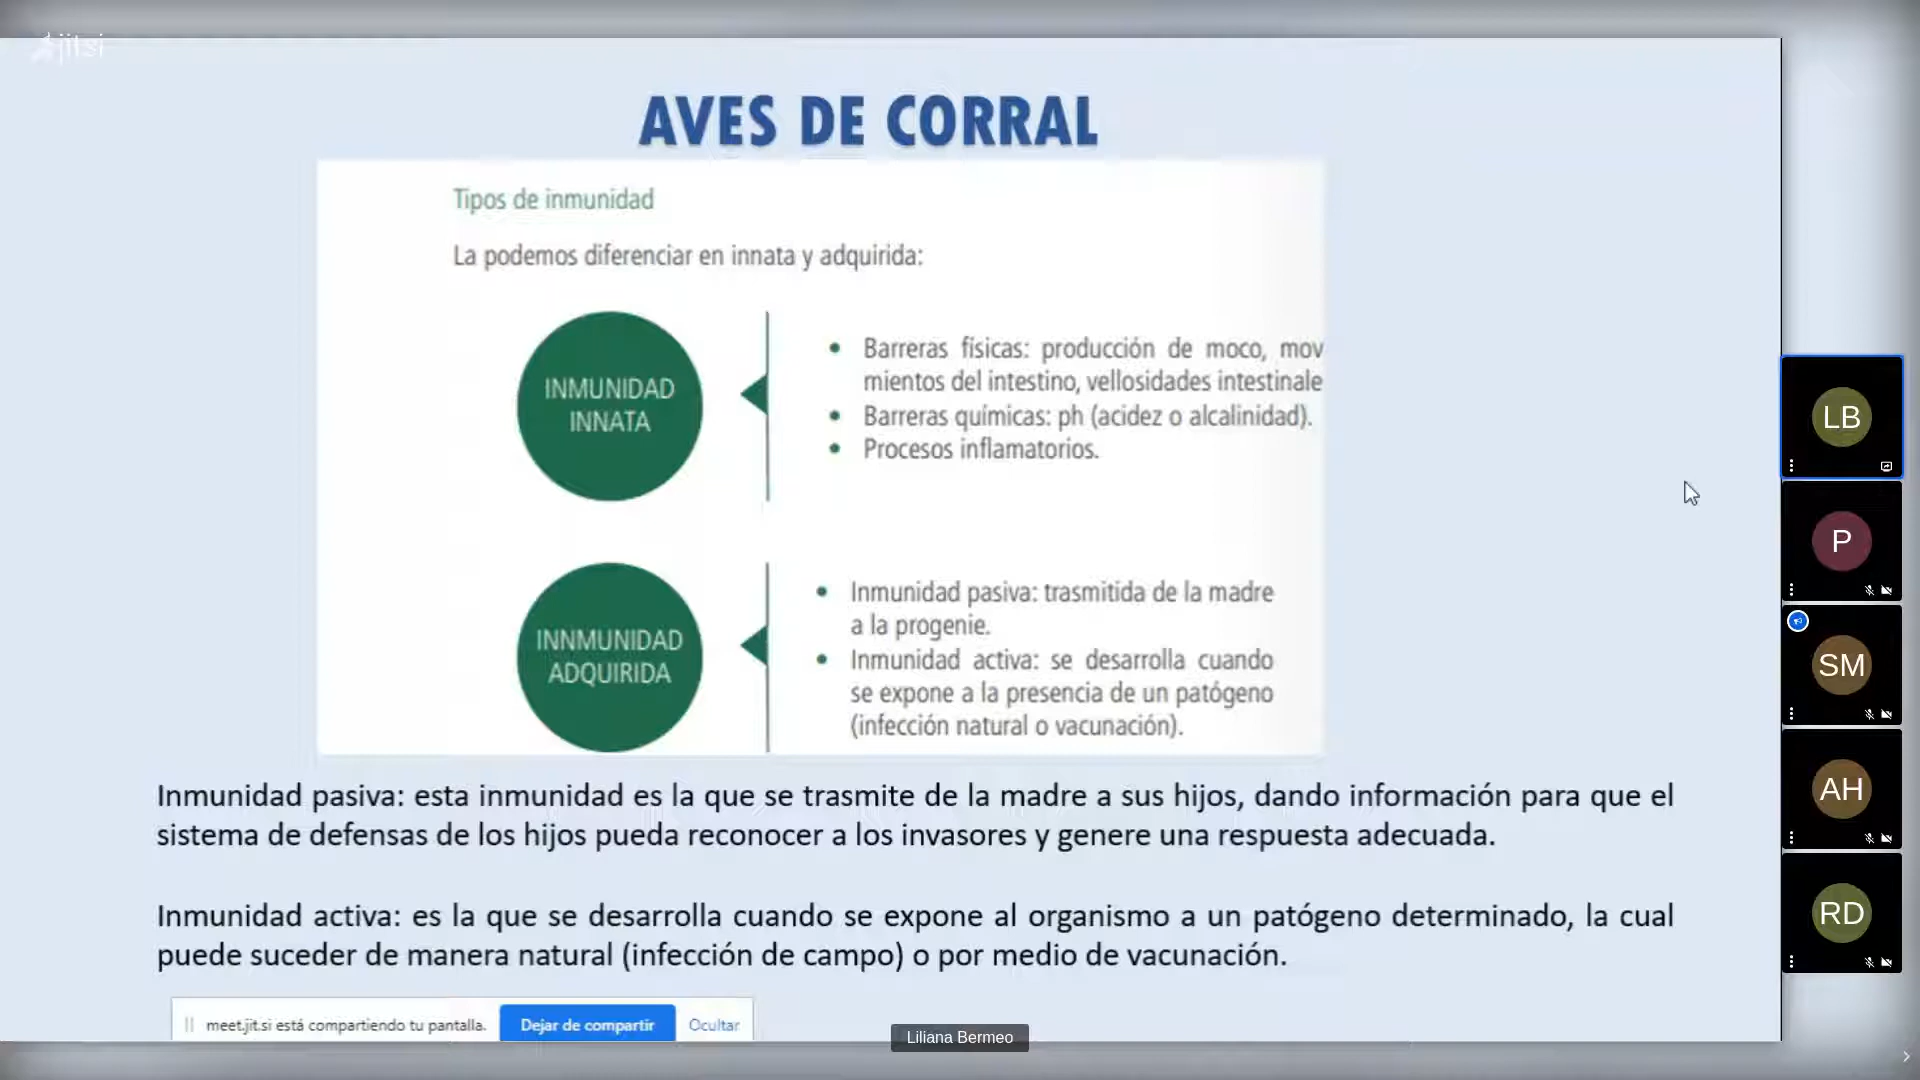 jitsi
AVES DE CORRAL
Tipos de inmunidad
La podemos diferenciar en innata y adquirida:
INMUNIDAD
INNATA
• Barreras físicas: producción de moco, mov
mientos del intestino, vellosidades intestinale
• Barreras químicas: ph (acidez o alcalinidad).
• Procesos inflamatorios.
INNMUNIDAD
ADQUIRIDA
• Inmunidad pasiva: trasmitida de la madre
a la progenie.
• Inmunidad activa: se desarrolla cuando
se expone a la presencia de un patógeno
(infección natural o vacunación).
Inmunidad pasiva: esta inmunidad es la que se trasmite de la madre a sus hijos, dando información para que el
sistema de defensas de los hijos pueda reconocer a los invasores y genere una respuesta adecuada.
Inmunidad activa: es la que se desarrolla cuando se expone al organismo a un patógeno determinado, la cual
puede suceder de manera natural (infección de campo) o por medio de vacunación.
meet.jit.si está compartiendo tu pantalla.
Dejar de compartir
Ocultar
Liliana Bermeo
LB
P
SM
AH
RD